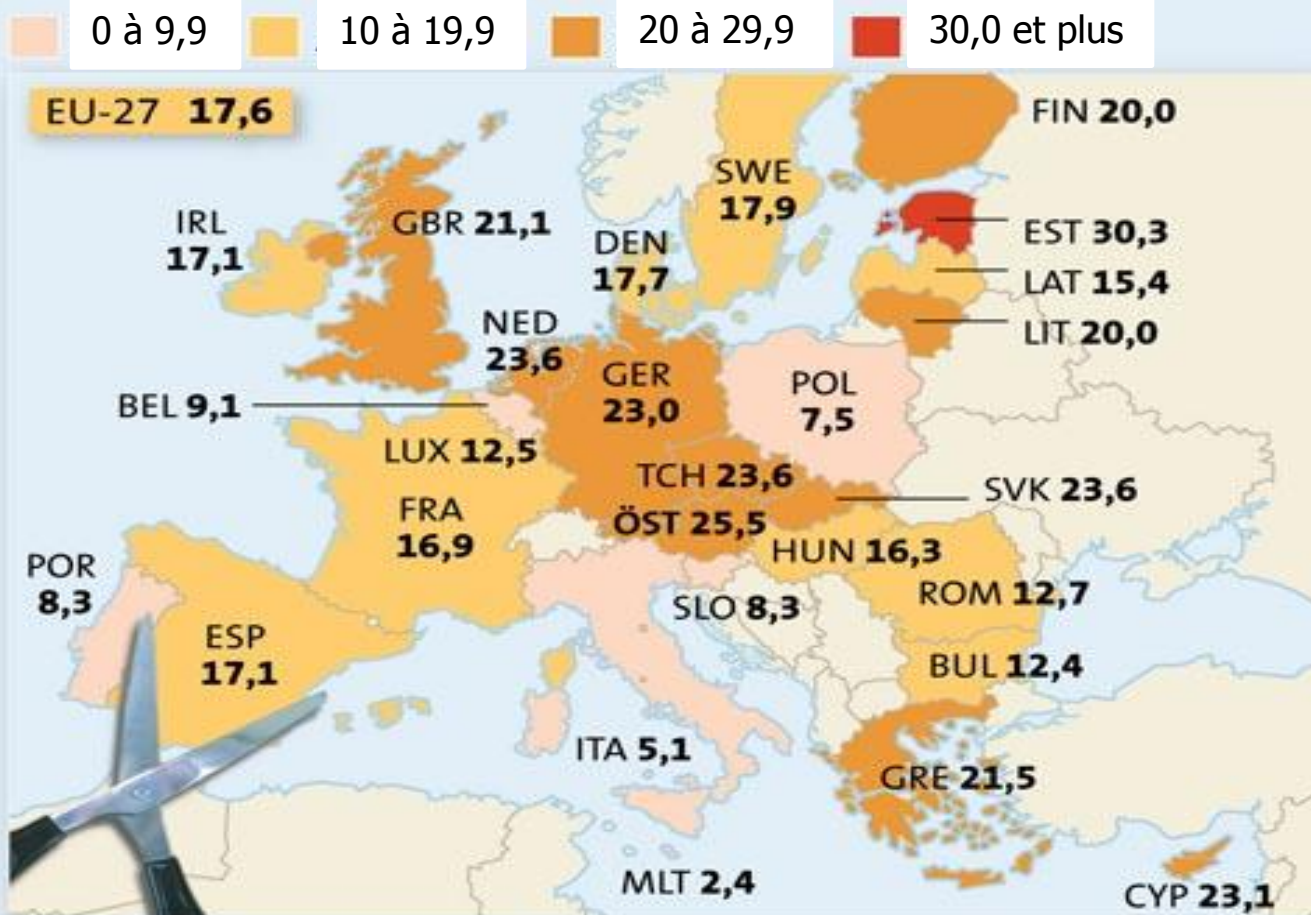 0 à 9,9
10 à 19,9
20 à 29,9
30,0 et plus
EU-27 17,6
FIN 20,0
SWE
17,9
IRL
17,1
GBR 21,1
DEN
17,7
EST 30,3
LAT 15,4
LIT 20,0
NED
23,6
GER
23,0
POL
7,5
BEL 9,1
LUX 12,5
TCH 23,6
SVK 23,6
FRA
16,9
ÖST 25,5
HUN 16,3
POR
8,3
ROM 12,7
SLO 8,3
ESP
17,1
BUL 12,4
ITA 5,1
GRE 21,5
MLT 2,4
CYP 23,1